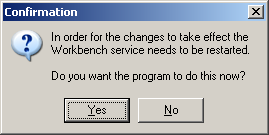 Confirmation
In order for the changes to take effect the
Workbench service needs to be restarted.
Do you want the program to do this now?
Yes
No